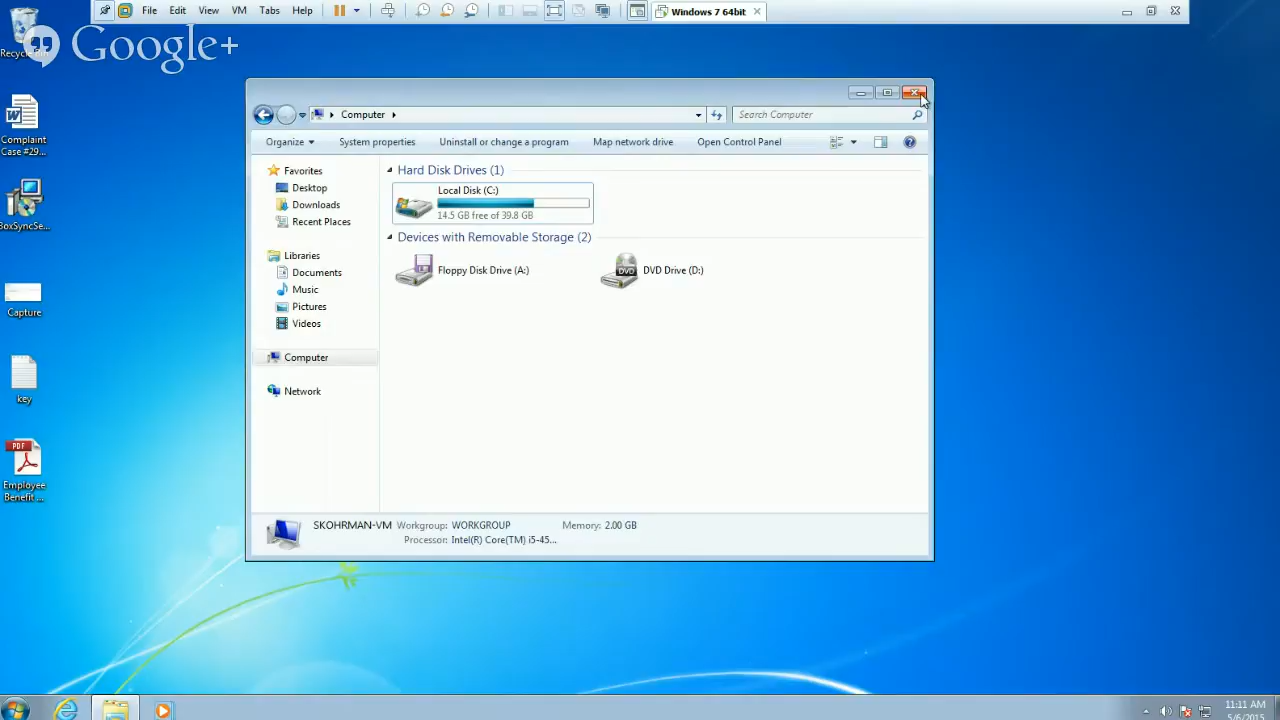 File Edit View VM Tabs Help
Windows 7 64bit
Google+
Complaint
Case #29...
BoxSyncSe...
Capture
key
PDF
Employee
Benefit ...
Computer
Search Computer
Organize
System properties
Uninstall or change a program
Map network drive
Open Control Panel
Favorites
Desktop
Downloads
Recent Places
Libraries
Documents
Music
Pictures
Videos
Computer
Network
Hard Disk Drives (1)
Local Disk (C:)
14.5 GB free of 39.8 GB
Devices with Removable Storage (2)
Floppy Disk Drive (A:)
DVD
DVD Drive (D:)
SKOHRMAN-VM Workgroup: WORKGROUP Memory: 2.00 GB
Processor: Intel(R) Core(TM) i5-45...
11:11 AM
5/6/2015